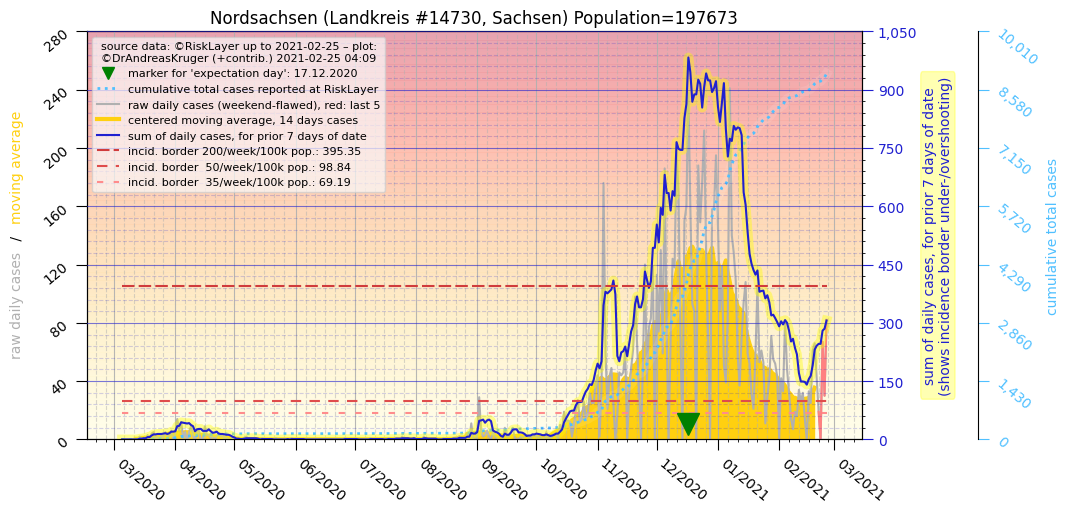 Nordsachsen (Landkreis #14730, Sachsen) Population=197673
source data: ©RiskLayer up to 2021-02-25 – plot:
©DrAndreasKruger (+contrib.) 2021-02-25 04:09
marker for 'expectation day': 17.12.2020
cumulative total cases reported at RiskLayer
raw daily cases (weekend-flawed), red: last 5
centered moving average, 14 days cases
sum of daily cases, for prior 7 days of date
incid. border 200/week/100k pop.: 395.35
incid. border  50/week/100k pop.: 98.84
incid. border  35/week/100k pop.: 69.19
raw daily cases  /  moving average
280
240
200
160
120
80
40
0
03/2020
04/2020
05/2020
06/2020
07/2020
08/2020
09/2020
10/2020
11/2020
12/2020
01/2021
02/2021
03/2021
1,050
900
750
600
450
300
150
0
sum of daily cases, for prior 7 days of date
(shows incidence border under-/overshooting)
10,010
8,580
7,150
5,720
4,290
2,860
1,430
0
cumulative total cases